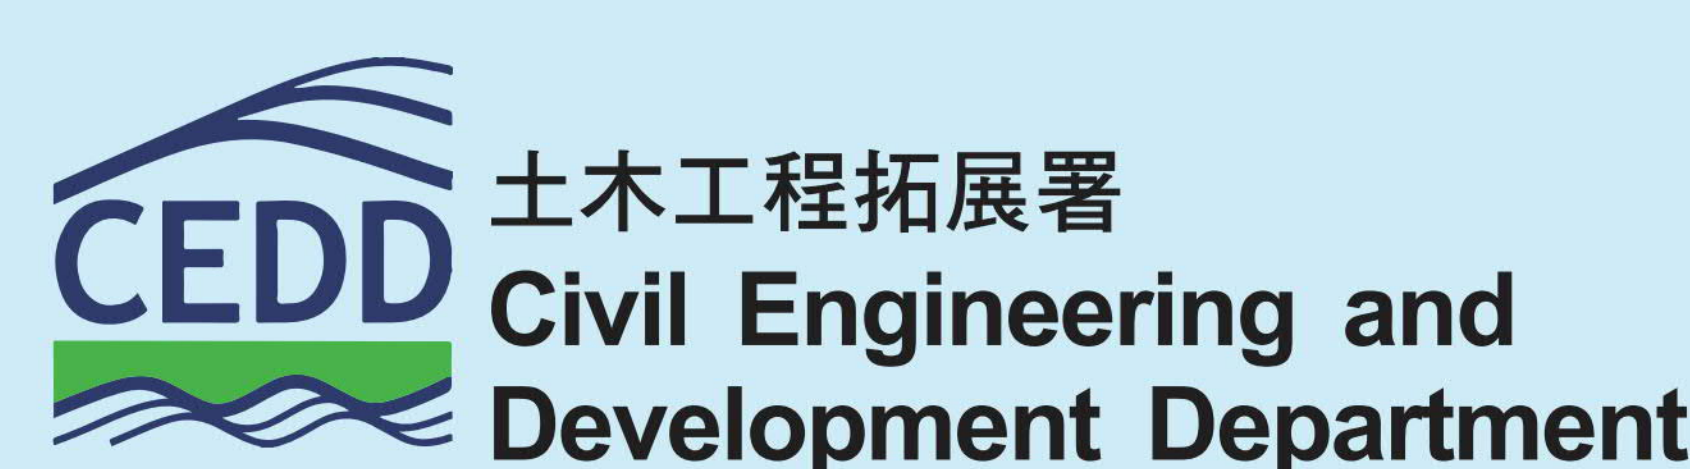 CEDD
土木工程拓展署
Civil Engineering and
Development Department